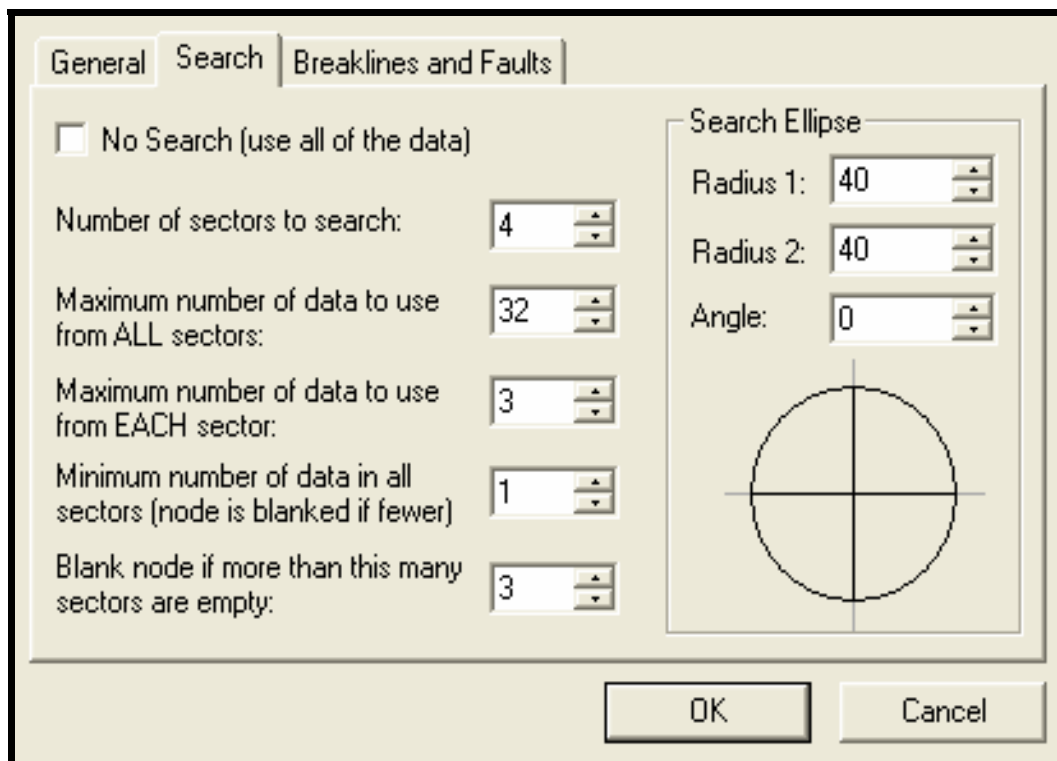 General Search Breaklines and Faults
No Search (use all of the data)
Number of sectors to search: 4
Maximum number of data to use
from ALL sectors: 32
Maximum number of data to use
from EACH sector: 3
Minimum number of data in all
sectors (node is blanked if fewer) 1
Blank node if more than this many
sectors are empty: 3
Search Ellipse
Radius 1: 40
Radius 2: 40
Angle: 0
OK Cancel